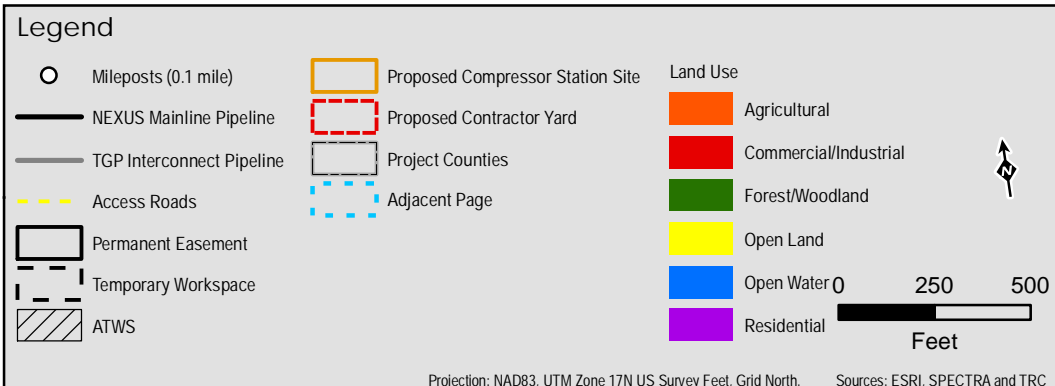 Legend
Mileposts (0.1 mile)
NEXUS Mainline Pipeline
TGP Interconnect Pipeline
Access Roads
Permanent Easement
Temporary Workspace
ATWS
Proposed Compressor Station Site
Proposed Contractor Yard
Project Counties
Adjacent Page
Land Use
Agricultural
Commercial/Industrial
Forest/Woodland
Open Land
Open Water
Residential
N
0 250 500
Feet
Projection: NAD83, UTM Zone 17N US Survey Feet, Grid North. Sources: ESRI, SPECTRA and TRC